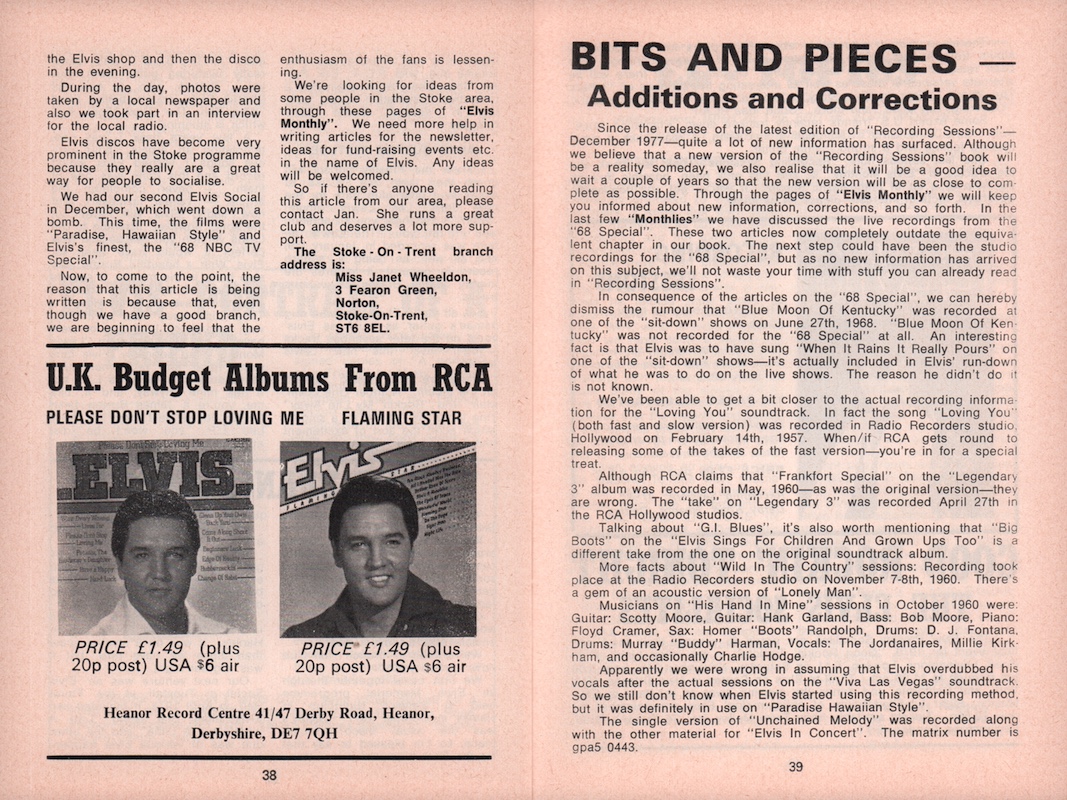 the Elvis shop and then the disco
in the evening.
During the day, photos were
taken by a local newspaper and
also we took part in an interview
for the local radio.
Elvis discos have become very
prominent in the Stoke programme
because they really are a great
way for people to socialise.
We had our second Elvis Social
in December, which went down a
bomb. This time, the films were
"Paradise, Hawaiian Style" and
Elvis's finest, the "68 NBC TV
Special".
Now, to come to the point, the
reason that this article is being
written is because that, even
though we have a good branch,
we are beginning to feel that the
enthusiasm of the fans is lessen-
ing.
We're looking for ideas from
some people in the Stoke area,
through these pages of "Elvis
Monthly". We need more help in
writing articles for the newsletter,
ideas for fund-raising events etc.
in the name of Elvis. Any ideas
will be welcomed.
So if there's anyone reading
this article from our area, please
contact Jan. She runs a great
club and deserves a lot more sup-
port.
The Stoke - On - Trent branch
address is:
Miss Janet Wheeldon,
3 Fearon Green,
Norton,
Stoke-On-Trent,
ST6 8EL.
U.K. Budget Albums From RCA
PLEASE DON'T STOP LOVING ME
FLAMING STAR
Please Don't Stop Loving Me
ELVIS
Elvis
FLAMING STAR
PRICE £1.49 (plus
20p post) USA $6 air
PRICE £1.49 (plus
20p post) USA $6 air
Heanor Record Centre 41/47 Derby Road, Heanor,
Derbyshire, DE7 7QH
38
BITS AND PIECES —
Additions and Corrections
Since the release of the latest edition of "Recording Sessions"—
December 1977—quite a lot of new information has surfaced. Although
we believe that a new version of the "Recording Sessions" book will
be a reality someday, we also realise that it will be a good idea to
wait a couple of years so that the new version will be as close to com-
plete as possible. Through the pages of "Elvis Monthly" we will keep
you informed about new information, corrections, and so forth. In the
last few "Monthlies" we have discussed the live recordings from the
"68 Special". These two articles now completely outdate the equiva-
lent chapter in our book. The next step could have been the studio
recordings for the "68 Special", but as no new information has arrived
on this subject, we'll not waste your time with stuff you can already read
in "Recording Sessions".
In consequence of the articles on the "68 Special", we can hereby
dismiss the rumour that "Blue Moon Of Kentucky" was recorded at
one of the "sit-down" shows on June 27th, 1968. "Blue Moon Of Ken-
tucky" was not recorded for the "68 Special" at all. An interesting
fact is that Elvis was to have sung "When It Rains It Really Pours" on
one of the "sit-down" shows—it's actually included in Elvis' run-down
of what he was to do on the live shows. The reason he didn't do it
is not known.
We've been able to get a bit closer to the actual recording informa-
tion for the "Loving You" soundtrack. In fact the song "Loving You"
(both fast and slow version) was recorded in Radio Recorders studio,
Hollywood on February 14th, 1957. When/if RCA gets round to
releasing some of the takes of the fast version—you're in for a special
treat.
Although RCA claims that "Frankfort Special" on the "Legendary
3" album was recorded in May, 1960—as was the original version—they
are wrong. The "take" on "Legendary 3" was recorded April 27th in
the RCA Hollywood studios.
Talking about "G.I. Blues", it's also worth mentioning that "Big
Boots" on the "Elvis Sings For Children And Grown Ups Too" is a
different take from the one on the original soundtrack album.
More facts about "Wild In The Country" sessions: Recording took
place at the Radio Recorders studio on November 7-8th, 1960. There's
a gem of an acoustic version of "Lonely Man".
Musicians on "His Hand In Mine" sessions in October 1960 were:
Guitar: Scotty Moore, Guitar: Hank Garland, Bass: Bob Moore, Piano:
Floyd Cramer, Sax: Homer "Boots" Randolph, Drums: D. J. Fontana,
Drums: Murray "Buddy" Harman, Vocals: The Jordanaires, Millie Kirk-
ham, and occasionally Charlie Hodge.
Apparently we were wrong in assuming that Elvis overdubbed his
vocals after the actual sessions on the "Viva Las Vegas" soundtrack.
So we still don't know when Elvis started using this recording method,
but it was definitely in use on "Paradise Hawaiian Style".
The single version of "Unchained Melody" was recorded along
with the other material for "Elvis In Concert". The matrix number is
gpa5 0443.
39